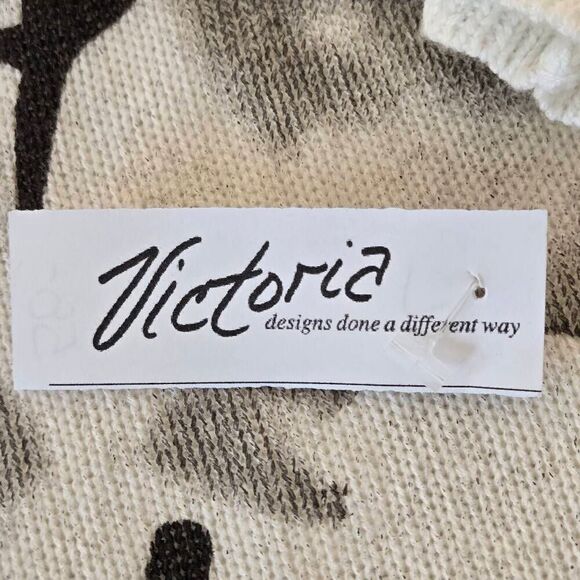 Victoria
designs done a different way